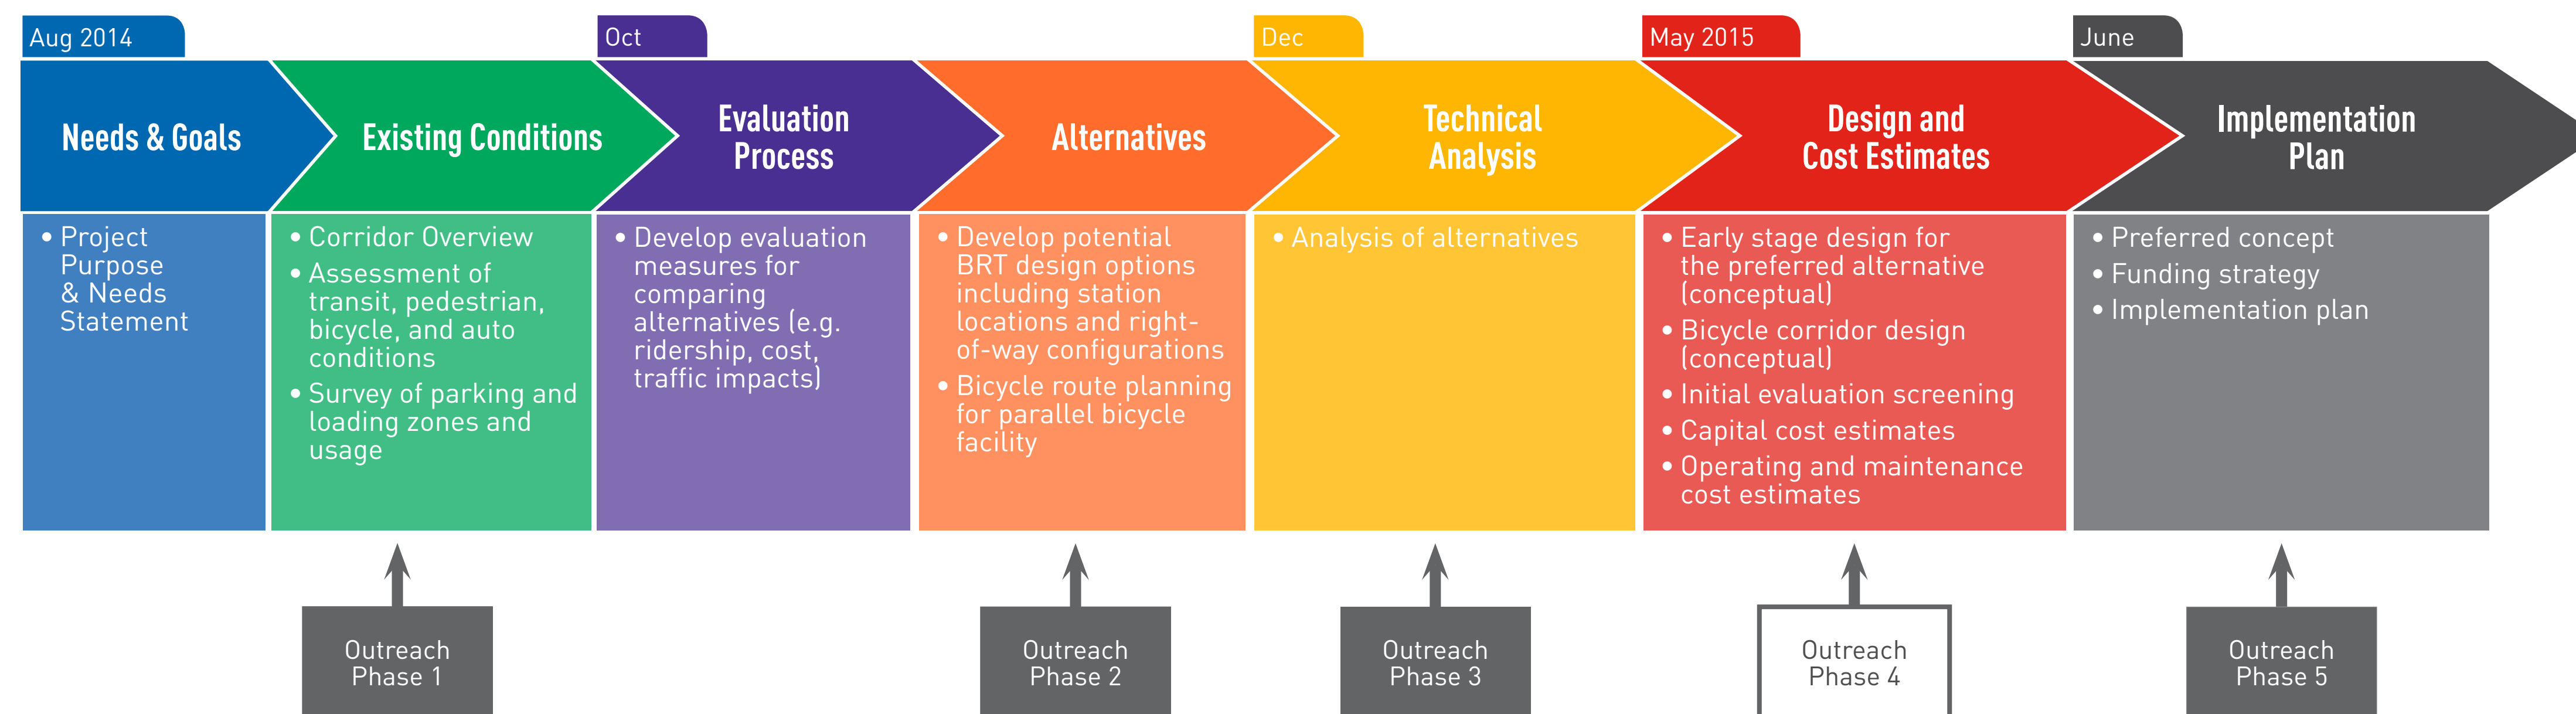 Aug 2014
Oct
Dec
May 2015
June
Needs & Goals
Existing Conditions
Evaluation
Process
Alternatives
Technical
Analysis
Design and
Cost Estimates
Implementation
Plan
• Project
Purpose
& Needs
Statement
• Corridor Overview
• Assessment of
transit, pedestrian,
bicycle, and auto
conditions
• Survey of parking and
loading zones and
usage
• Develop evaluation
measures for
comparing
alternatives (e.g.
ridership, cost,
traffic impacts)
• Develop potential
BRT design options
including station
locations and right-
of-way configurations
• Bicycle route planning
for parallel bicycle
facility
• Analysis of alternatives
• Early stage design for
the preferred alternative
(conceptual)
• Bicycle corridor design
(conceptual)
• Initial evaluation screening
• Capital cost estimates
• Operating and maintenance
cost estimates
• Preferred concept
• Funding strategy
• Implementation plan
Outreach
Phase 1
Outreach
Phase 2
Outreach
Phase 3
Outreach
Phase 4
Outreach
Phase 5